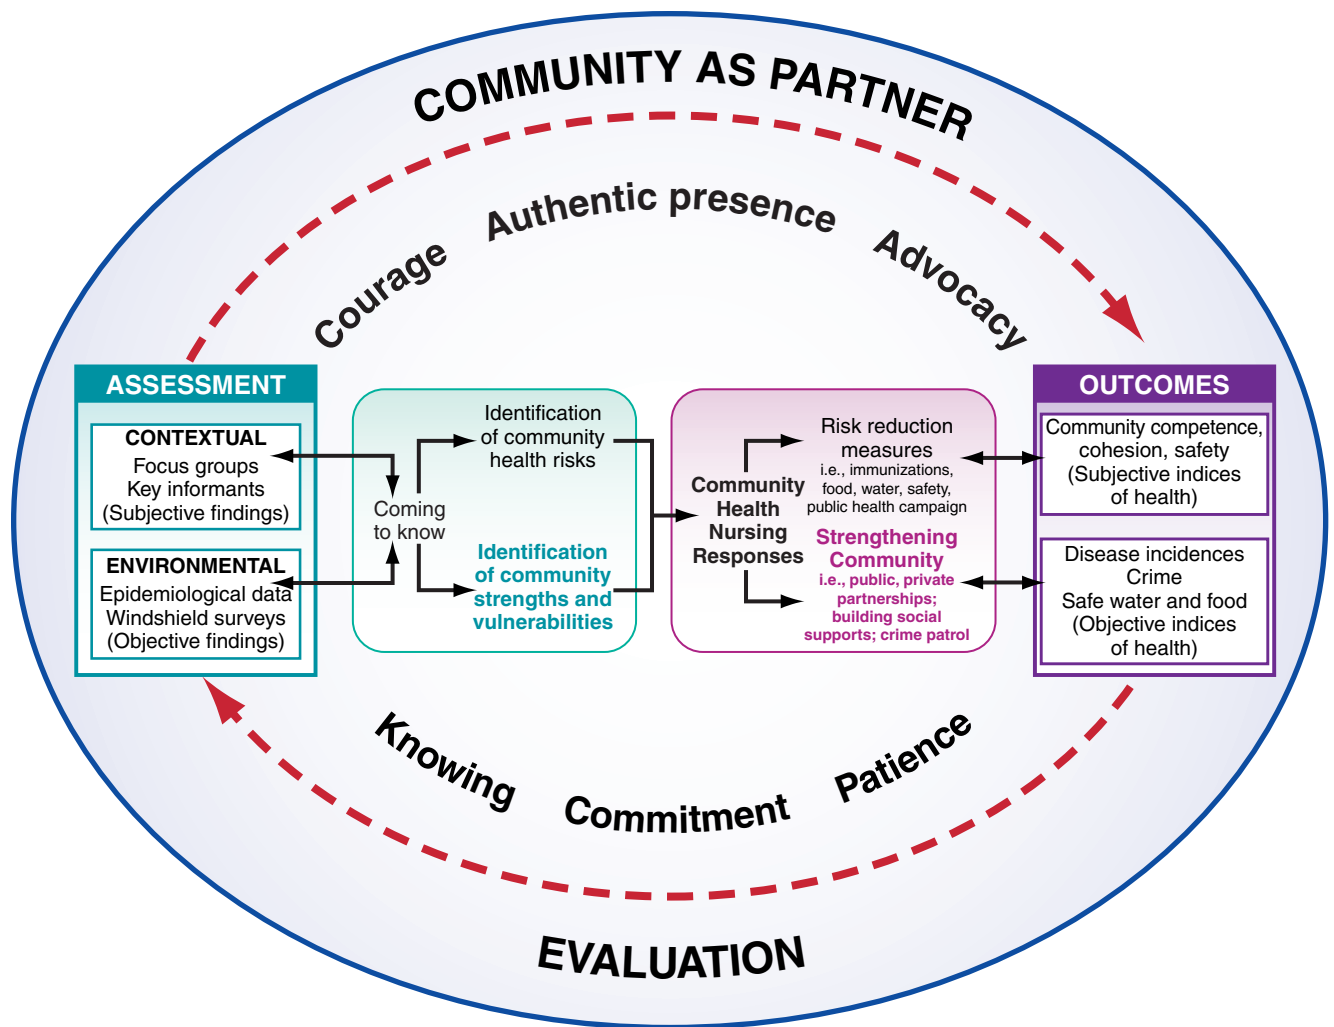 COMMUNITY AS PARTNER
Courage
Authentic presence
Advocacy
ASSESSMENT
CONTEXTUAL
Focus groups
Key informants
(Subjective findings)
ENVIRONMENTAL
Epidemiological data
Windshield surveys
(Objective findings)
Coming
to know
Identification
of community
health risks
Identification
of community
strengths and
vulnerabilities
Community
Health
Nursing
Responses
Risk reduction
measures
i.e., immunizations,
food, water, safety,
public health campaign
Strengthening
Community
i.e., public, private
partnerships;
building social
supports; crime patrol
OUTCOMES
Community competence,
cohesion, safety
(Subjective indices
of health)
Disease incidences
Crime
Safe water and food
(Objective indices
of health)
Knowing
Commitment
Patience
EVALUATION